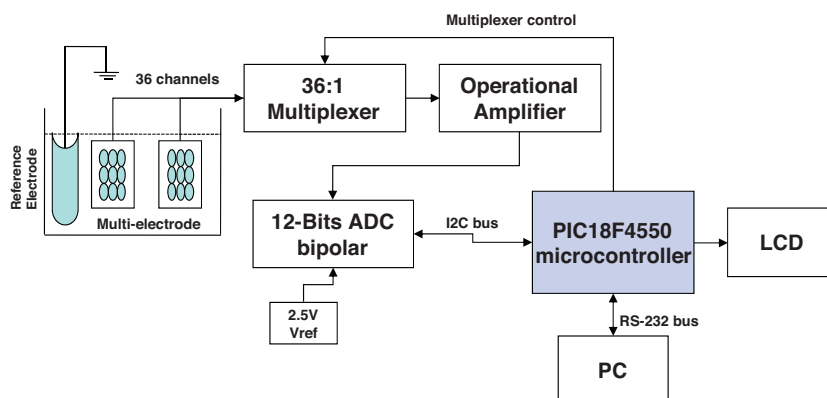 Multiplexer control
36 channels
36:1
Multiplexer
Operational
Amplifier
Reference
Electrode
Multi-electrode
12-Bits ADC
bipolar
I2C bus
PIC18F4550
microcontroller
LCD
2.5V
Vref
RS-232 bus
PC